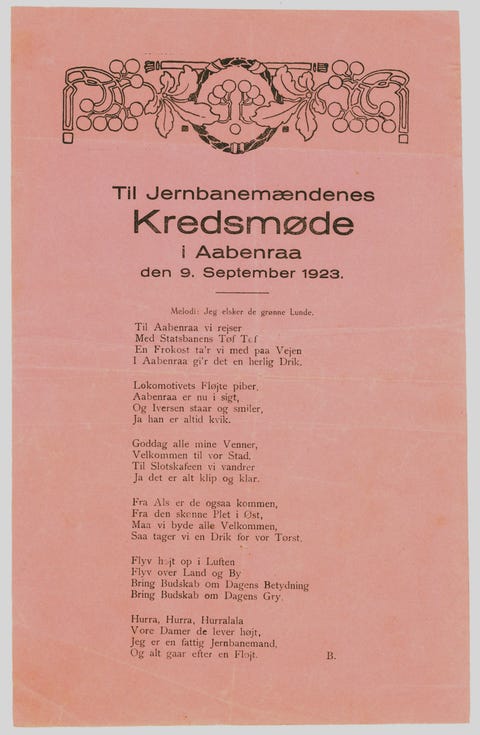 Til Jernbanemændenes
Kredsmøde
i Aabenraa
den 9. September 1923.
Melodi: Jeg elsker de grønne Lunde.
Til Aabenraa vi rejser
Med Statsbanens Tøf Tøf
En Frokost ta'r vi med paa Vejen
I Aabenraa gi'r det en herlig Drik.
Lokomotivets Fløjte piber,
Aabenraa er nu i sigt,
Og Iversen staar og smiler,
Ja han er altid kvik.
Goddag alle mine Venner,
Velkommen til vor Stad.
Til Slotskafeen vi vandrer
Ja det er alt klip og klar.
Fra Als er de ogsaa kommen,
Fra den skønne Plet i Øst,
Maa vi byde alle Velkommen,
Saa tager vi en Drik for vor Tørst.
Flyv højt op i Luften
Flyv over Land og By
Bring Budskab om Dagens Betydning
Bring Budskab om Dagens Gry.
Hurra, Hurra, Hurralala
Vore Damer de lever højt,
Jeg er en fattig Jernbanemand,
Og alt gaar efter en Fløjt. B.